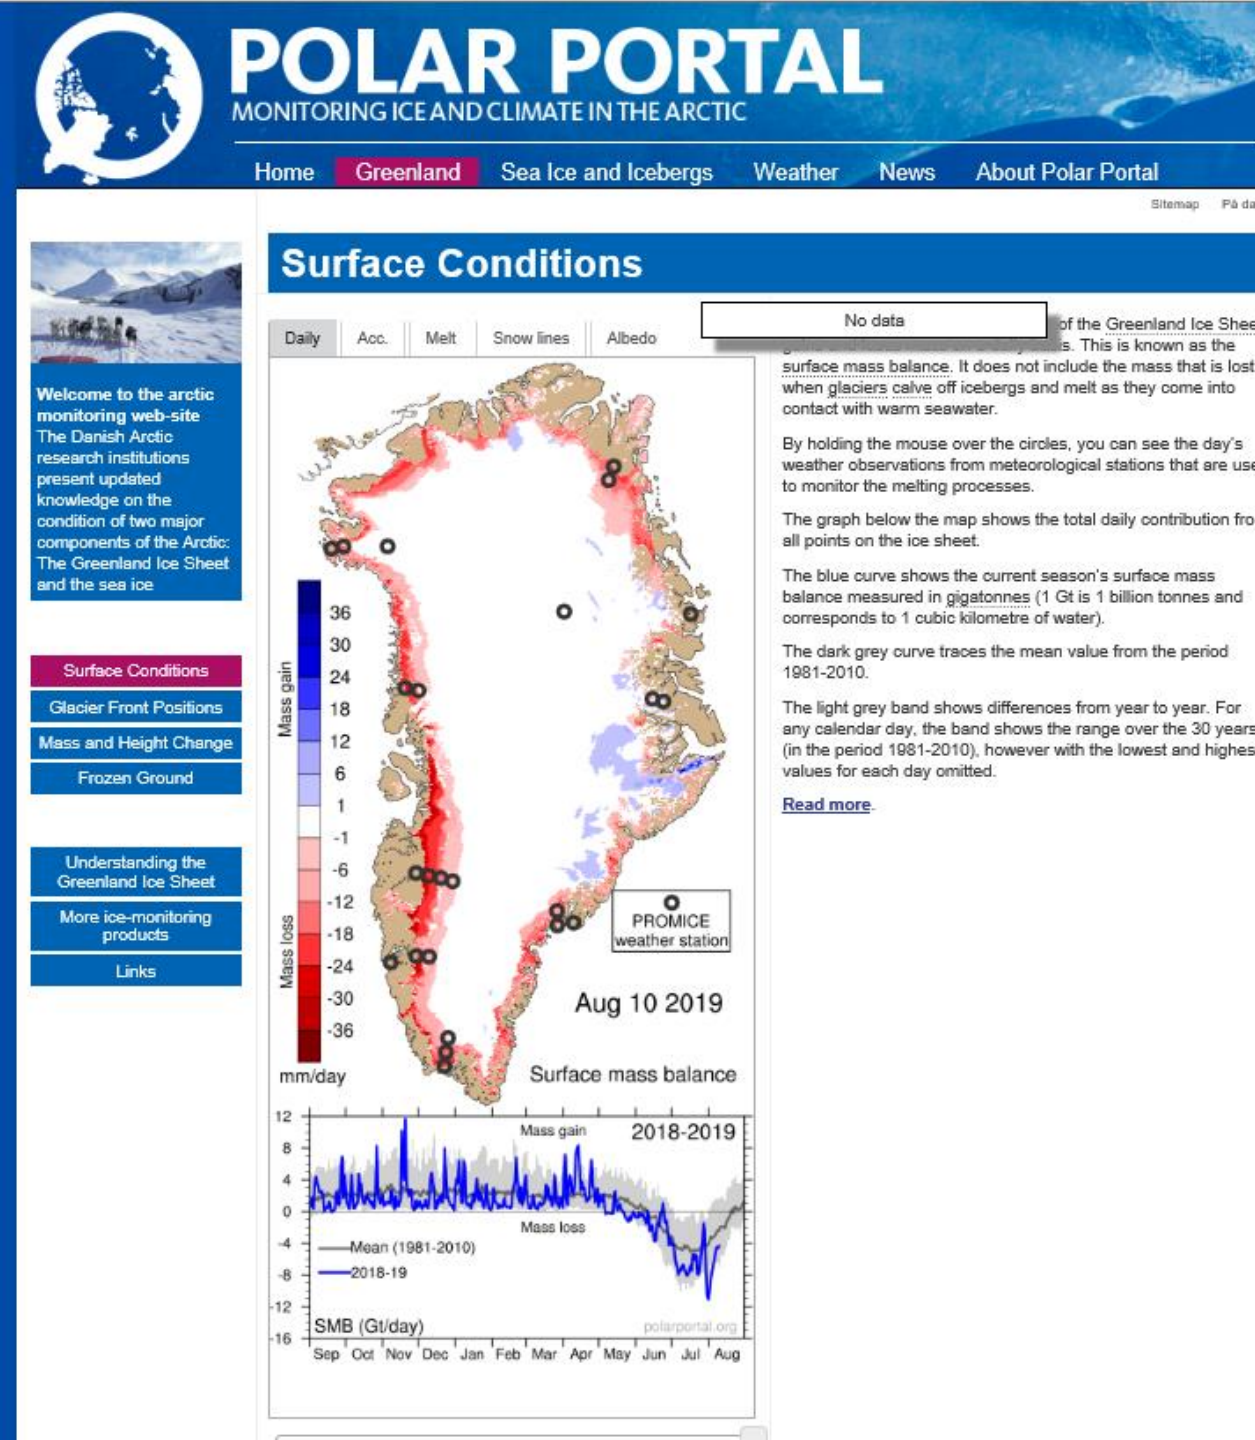 POLAR PORTAL
MONITORING ICE AND CLIMATE IN THE ARCTIC
Home Greenland Sea Ice and Icebergs Weather News About Polar Portal
Sitemap På da
Welcome to the arctic
monitoring web-site
The Danish Arctic
research institutions
present updated
knowledge on the
condition of two major
components of the Arctic:
The Greenland Ice Sheet
and the sea ice
Surface Conditions
Glacier Front Positions
Mass and Height Change
Frozen Ground
Understanding the
Greenland Ice Sheet
More ice-monitoring
products
Links
Surface Conditions
Daily Acc. Melt Snow lines Albedo
Mass gain
Mass loss
36
30
24
18
12
6
1
-1
-6
-12
-18
-24
-30
-36
mm/day
PROMICE
weather station
Aug 10 2019
Surface mass balance
12
8
4
0
-4
-8
-12
-16
Mass gain
2018-2019
Mass loss
Mean (1981-2010)
2018-19
SMB (Gt/day)
polarportal.org
Sep Oct Nov Dec Jan Feb Mar Apr May Jun Jul Aug
No data
of the Greenland Ice Shee
s. This is known as the
surface mass balance. It does not include the mass that is lost
when glaciers calve off icebergs and melt as they come into
contact with warm seawater.
By holding the mouse over the circles, you can see the day's
weather observations from meteorological stations that are use
to monitor the melting processes.
The graph below the map shows the total daily contribution fro
all points on the ice sheet.
The blue curve shows the current season's surface mass
balance measured in gigatonnes (1 Gt is 1 billion tonnes and
corresponds to 1 cubic kilometre of water).
The dark grey curve traces the mean value from the period
1981-2010.
The light grey band shows differences from year to year. For
any calendar day, the band shows the range over the 30 years
(in the period 1981-2010), however with the lowest and highes
values for each day omitted.
Read more.